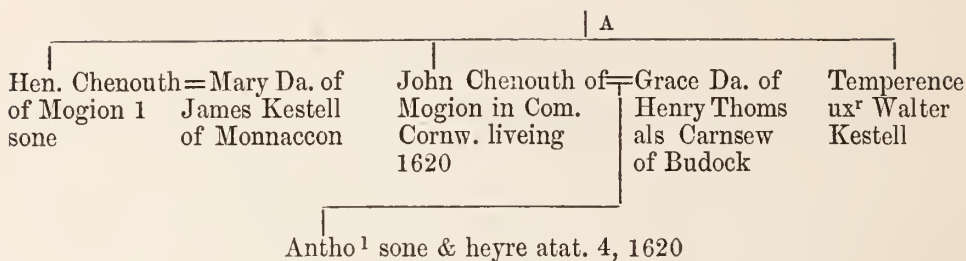 A
Hen. Chenouth=Mary Da. of
of Mogion 1 James Kestell
sone of Monnaccon
John Chenouth of=Grace Da. of
Mogion in Com. Henry Thoms
Cornw. liveing als Carnsew
1620 of Budock
Temperence
uxʳ Walter
Kestell
Antho¹ sone & heyre atat. 4, 1620